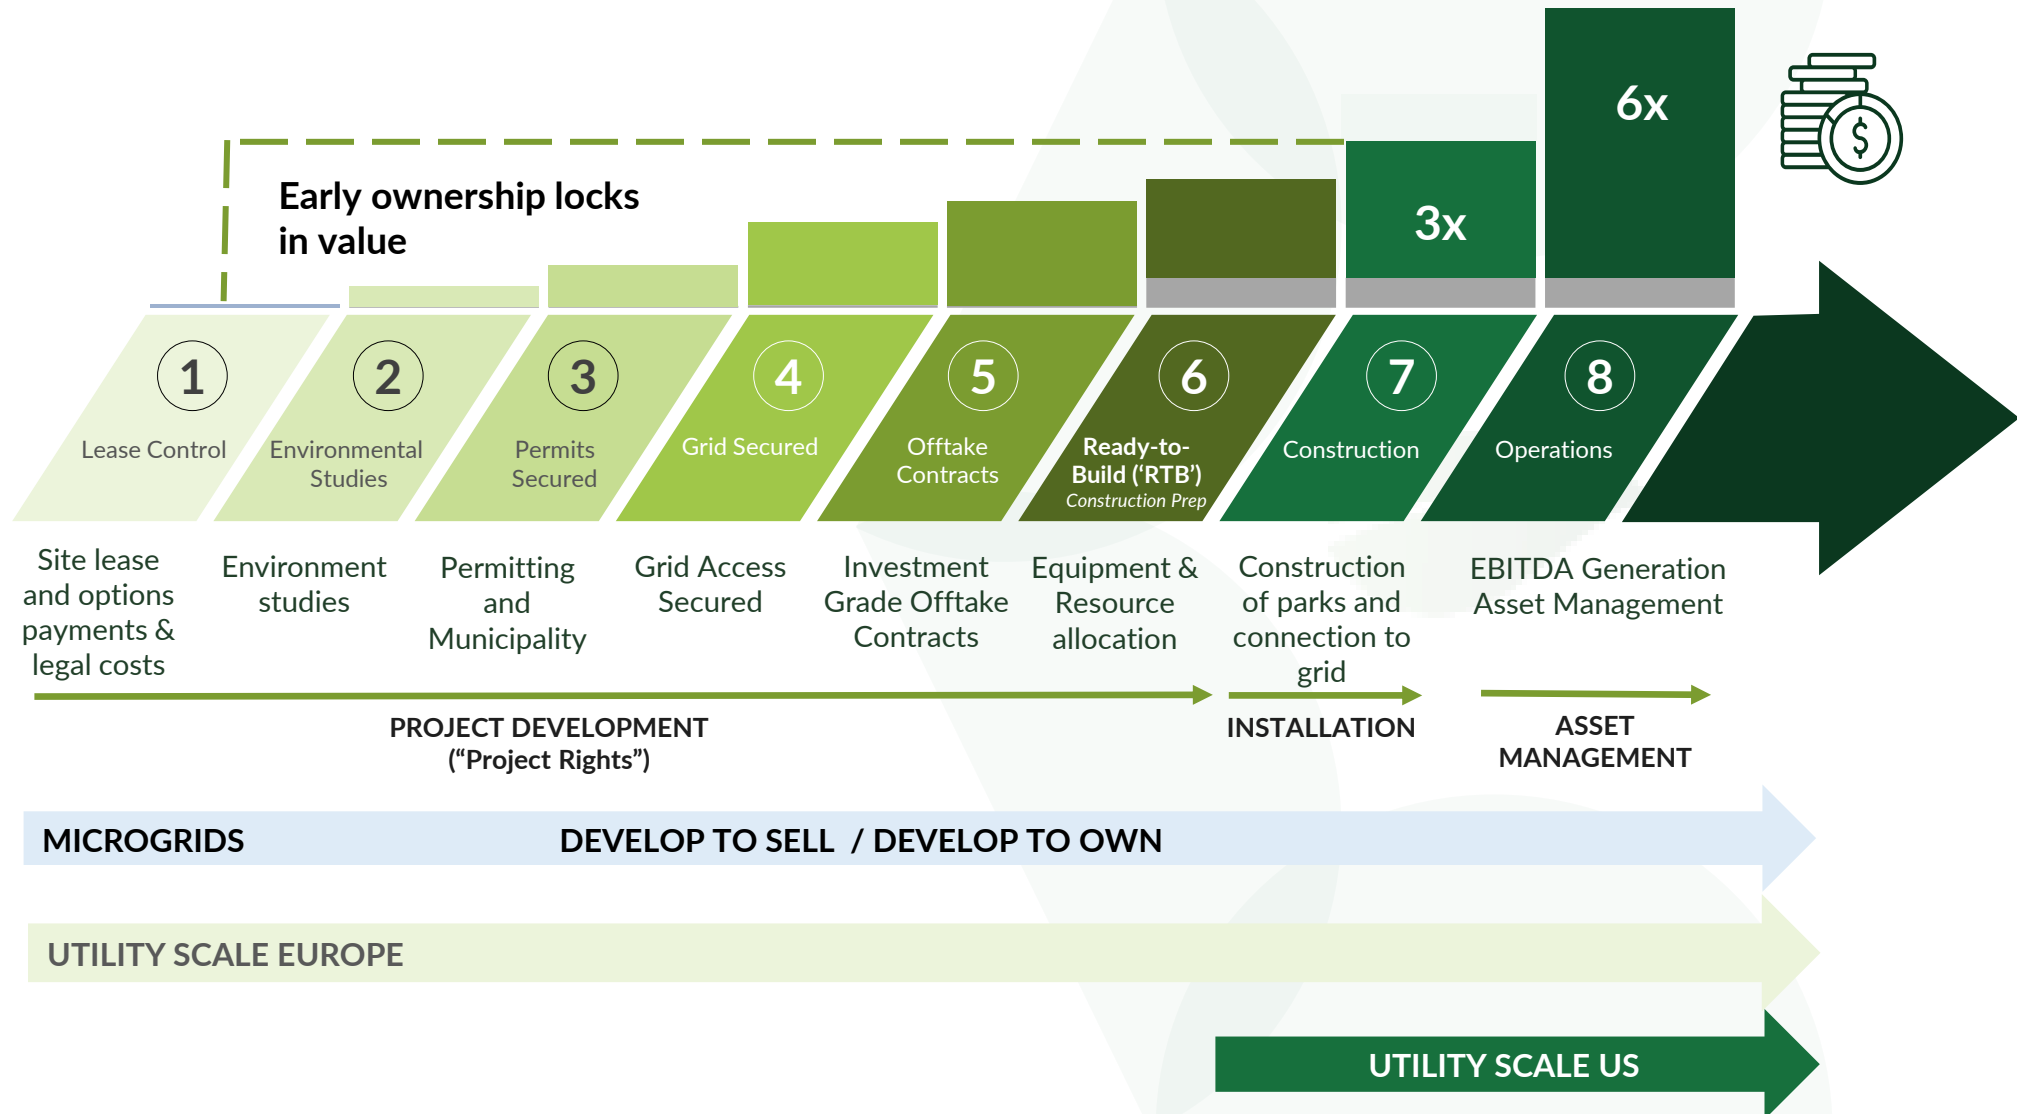 6x
Early ownership locks
in value
3x
$
1
2
3
4
5
6
7
8
Lease Control
Environmental
Studies
Permits
Secured
Grid Secured
Offtake
Contracts
Ready-to-
Build (‘RTB’)
Construction Prep
Construction
Operations
Site lease
and options
payments &
legal costs
Environment
studies
Permitting
and
Municipality
Grid Access
Secured
Investment
Grade Offtake
Contracts
Equipment &
Resource
allocation
Construction
of parks and
connection to
grid
EBITDA Generation
Asset Management
PROJECT DEVELOPMENT
(“Project Rights”)
INSTALLATION
ASSET
MANAGEMENT
MICROGRIDS
DEVELOP TO SELL / DEVELOP TO OWN
UTILITY SCALE EUROPE
UTILITY SCALE US